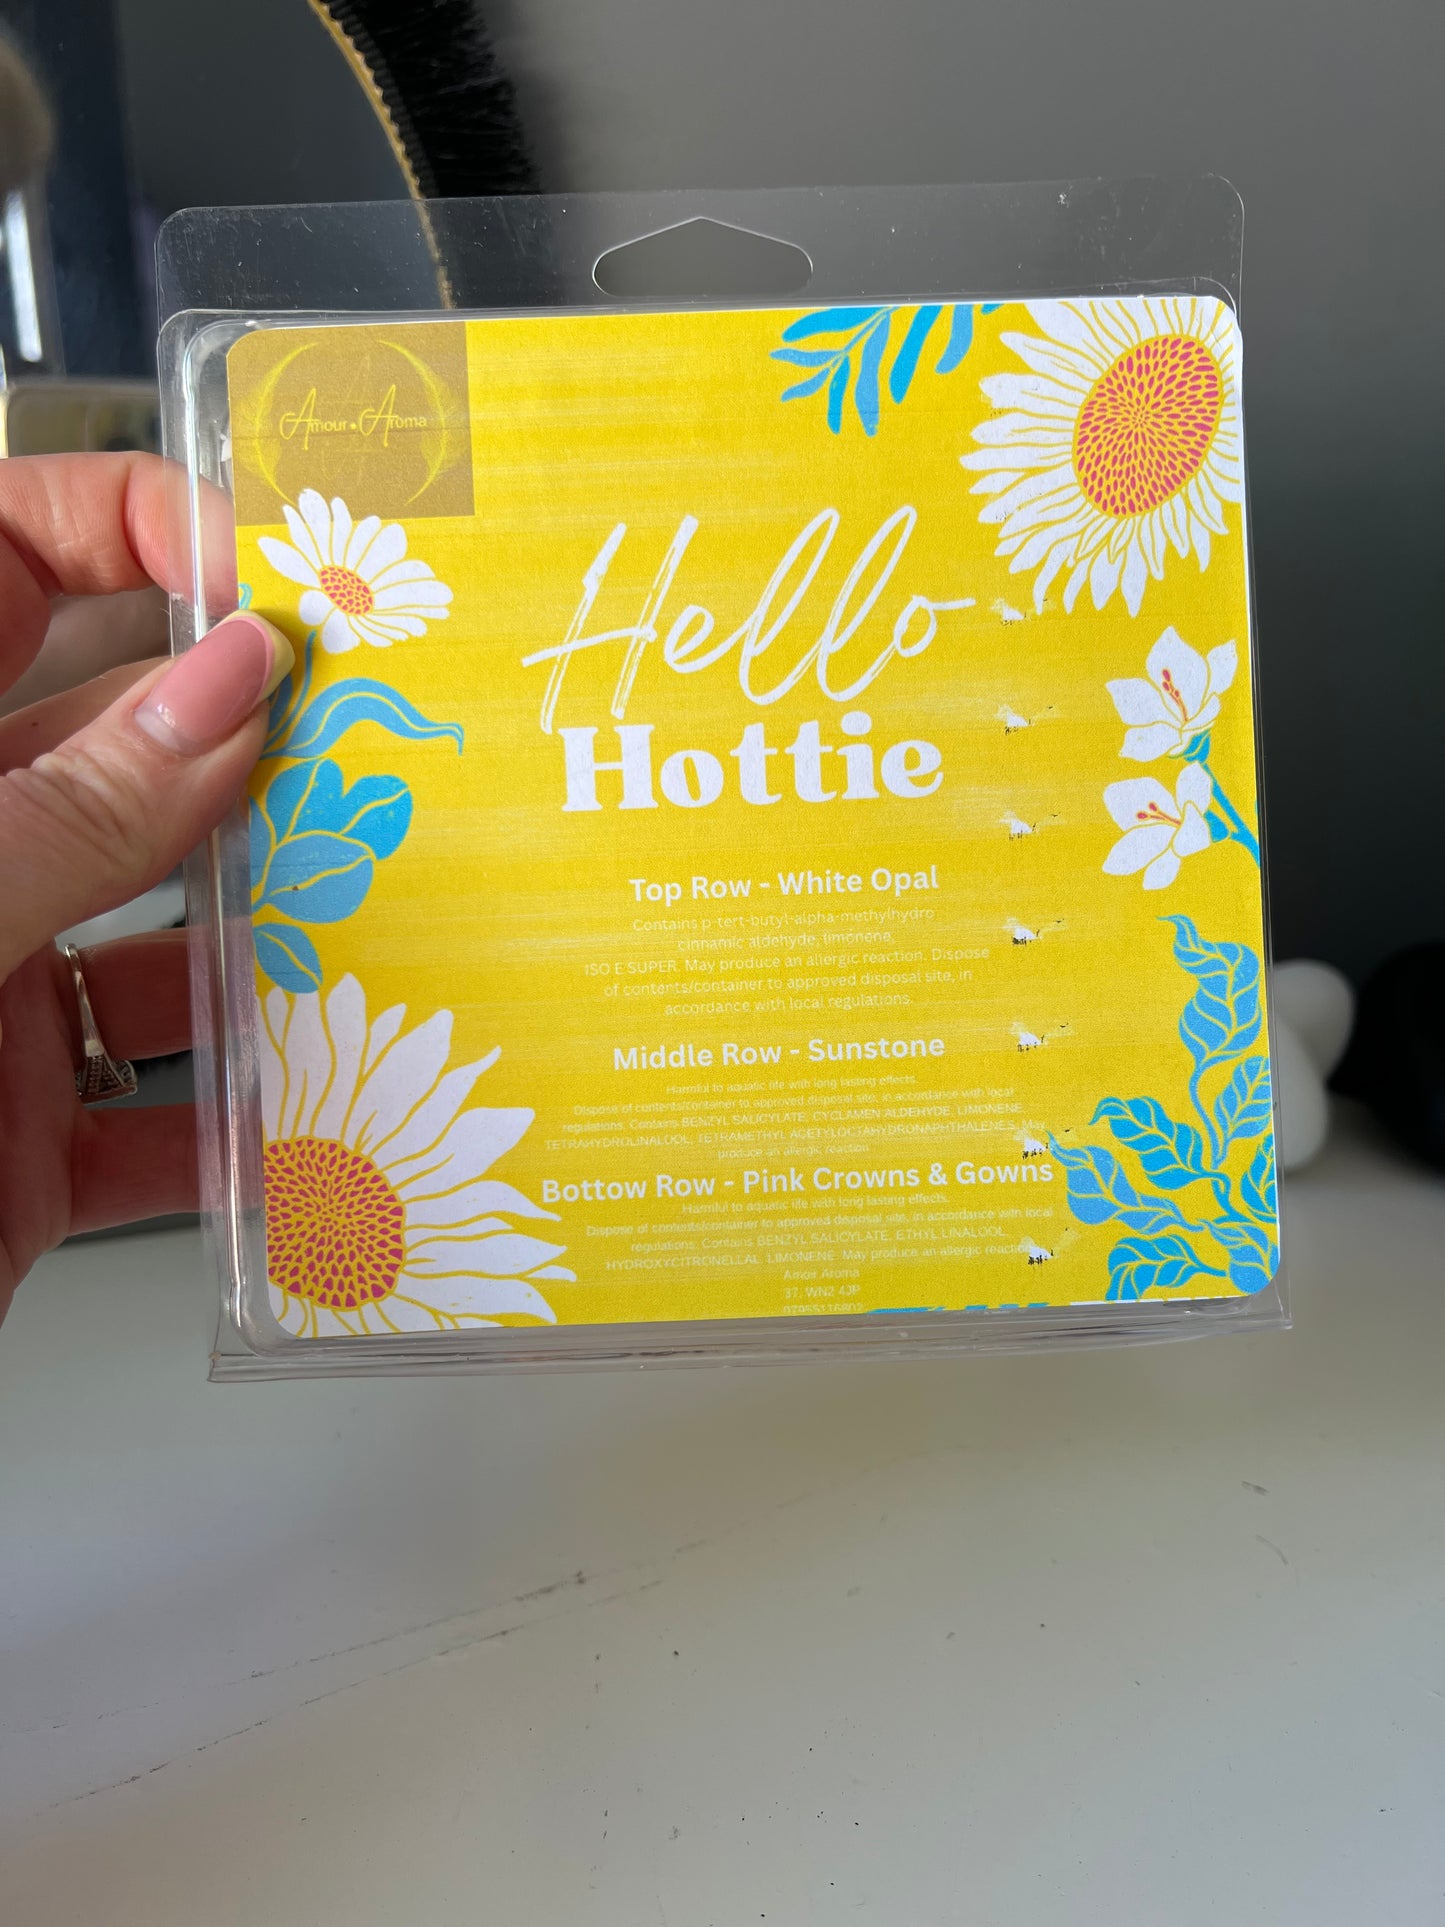 Amour Aroma
Hello
Hottie
Top Row - White Opal
Contains p-tert-butyl-alpha-methylhydro
cinnamic aldehyde, limonene,
ISO E SUPER. May produce an allergic reaction. Dispose
of contents/container to approved disposal site, in
accordance with local regulations.
Middle Row - Sunstone
Harmful to aquatic life with long lasting effects.
Dispose of contents/container to approved disposal site, in accordance with local
regulations. Contains BENZYL SALICYLATE, CYCLAMEN ALDEHYDE, LIMONENE,
TETRAHYDROLINALOOL, TETRAMETHYL ACETYLOCTAHYDRONAPHTHALENES. May
produce an allergic reaction
Bottow Row - Pink Crowns & Gowns
Harmful to aquatic life with long lasting effects.
Dispose of contents/container to approved disposal site, in accordance with local
regulations. Contains BENZYL SALICYLATE, ETHYL LINALOOL,
HYDROXYCITRONELLAL, LIMONENE. May produce an allergic reaction
Amor Aroma
37, WN2 4JP
07955116802